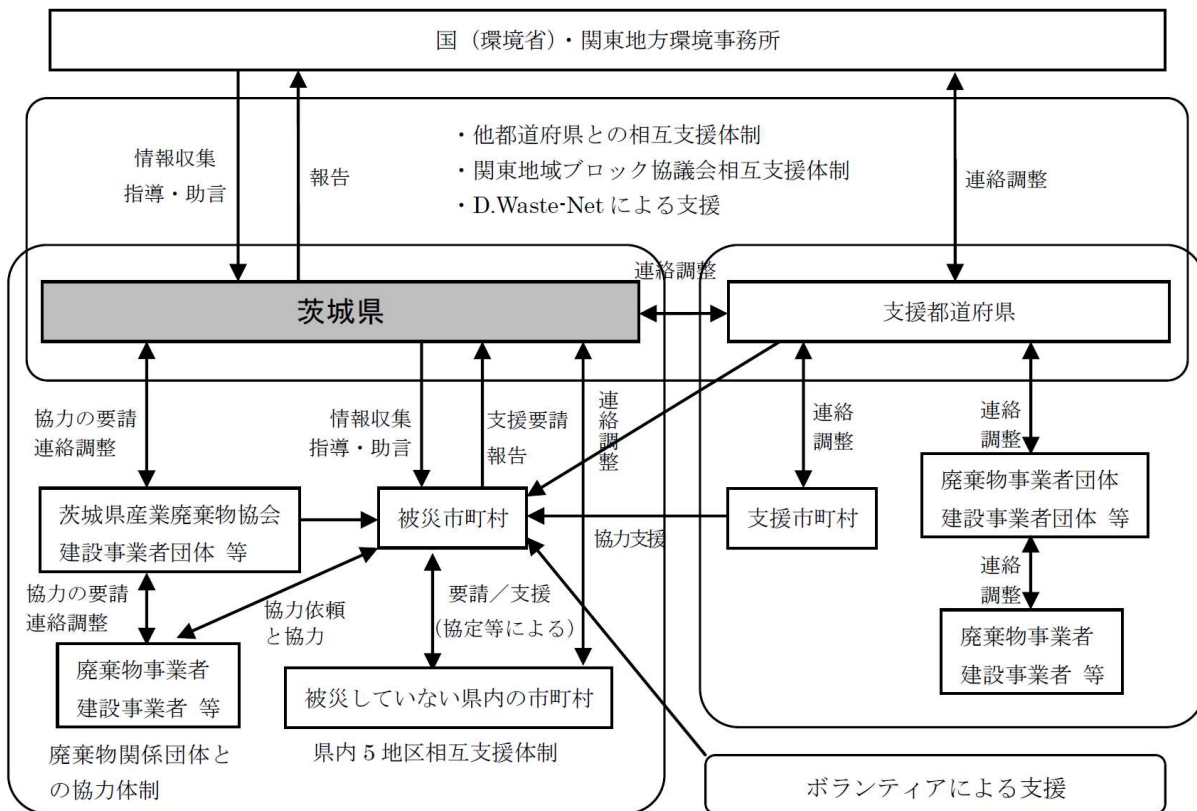 国（環境省）・関東地方環境事務所
・他都道府県との相互支援体制
・関東地域ブロック協議会相互支援体制
・D.Waste-Net による支援
情報収集
指導・助言
報告
連絡調整
連絡調整
茨城県
支援都道府県
協力の要請
連絡調整
情報収集
指導・助言
支援要請
報告
連絡調整
連絡
調整
連絡
調整
茨城県産業廃棄物協会
建設事業者団体 等
被災市町村
協力支援
支援市町村
廃棄物事業者団体
建設事業者団体 等
協力の要請
連絡調整
協力依頼
と協力
要請／支援
（協定等による）
連絡
調整
廃棄物事業者
建設事業者 等
被災していない県内の市町村
廃棄物事業者
建設事業者 等
廃棄物関係団体と
の協力体制
県内 5 地区相互支援体制
ボランティアによる支援